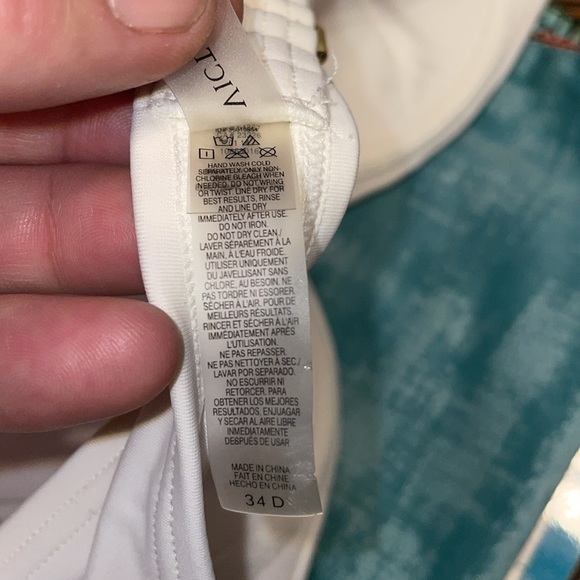 VICT
HAND WASH COLD
SEPARATELY. ONLY NON
CHLORINE BLEACH WHEN
NEEDED. DO NOT WRING
OR TWIST. LINE DRY. FOR
BEST RESULTS, RINSE
AND LINE DRY
IMMEDIATELY AFTER USE.
DO NOT IRON.
DO NOT DRY CLEAN./
LAVER SÉPARÉMENT À LA
MAIN, À L'EAU FROIDE.
UTILISER UNIQUEMENT
DU JAVELLISANT SANS
CHLORE, AU BESOIN. NE
PAS TORDRE NI ESSORER.
SÉCHER À L'AIR. POUR DE
MEILLEURS RÉSULTATS.
RINCER ET SÉCHER À L'AIR
IMMÉDIATEMENT APRÈS
L'UTILISATION.
NE PAS REPASSER.
NE PAS NETTOYER À SEC./
LAVAR POR SEPARADO.
NO ESCURRIR NI
RETORCER. PARA
OBTENER LOS MEJORES
RESULTADOS, ENJUAGAR
Y SECAR AL AIRE LIBRE
INMEDIATAMENTE
DESPUÉS DE USAR
MADE IN CHINA
FAIT EN CHINE
HECHO EN CHINA
34 D